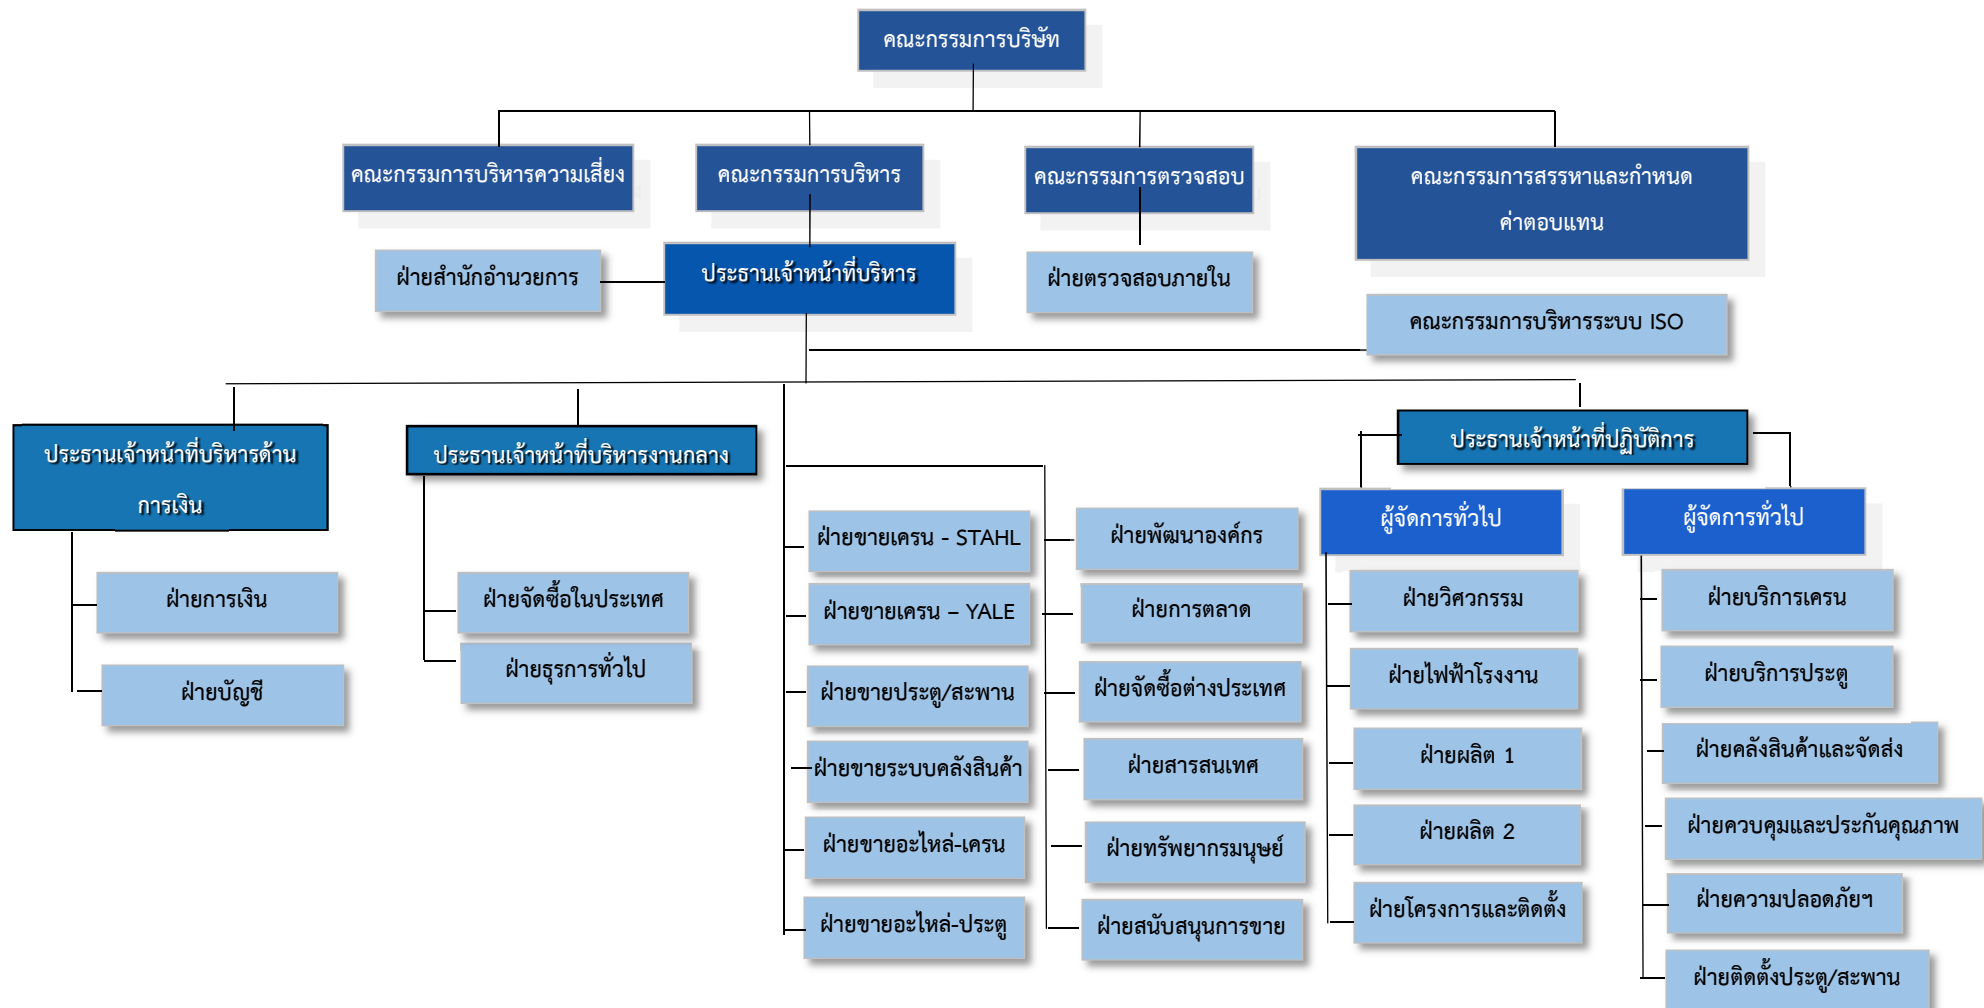 คณะกรรมการบริษัท
คณะกรรมการบริหารความเสี่ยง
คณะกรรมการบริหาร
คณะกรรมการตรวจสอบ
คณะกรรมการสรรหาและกำหนด
ค่าตอบแทน
ฝ่ายสำนักอำนวยการ
ประธานเจ้าหน้าที่บริหาร
ฝ่ายตรวจสอบภายใน
คณะกรรมการบริหารระบบ ISO
ประธานเจ้าหน้าที่บริหารด้าน
การเงิน
ฝ่ายการเงิน
ฝ่ายบัญชี
ประธานเจ้าหน้าที่บริหารงานกลาง
ฝ่ายจัดซื้อในประเทศ
ฝ่ายธุรการทั่วไป
ฝ่ายขายเครน - STAHL
ฝ่ายขายเครน – YALE
ฝ่ายขายประตู/สะพาน
ฝ่ายขายระบบคลังสินค้า
ฝ่ายขายอะไหล่-เครน
ฝ่ายขายอะไหล่-ประตู
ฝ่ายพัฒนาองค์กร
ฝ่ายการตลาด
ฝ่ายจัดซื้อต่างประเทศ
ฝ่ายสารสนเทศ
ฝ่ายทรัพยากรมนุษย์
ฝ่ายสนับสนุนการขาย
ประธานเจ้าหน้าที่ปฏิบัติการ
ผู้จัดการทั่วไป
ฝ่ายวิศวกรรม
ฝ่ายไฟฟ้าโรงงาน
ฝ่ายผลิต 1
ฝ่ายผลิต 2
ฝ่ายโครงการและติดตั้ง
ผู้จัดการทั่วไป
ฝ่ายบริการเครน
ฝ่ายบริการประตู
ฝ่ายคลังสินค้าและจัดส่ง
ฝ่ายควบคุมและประกันคุณภาพ
ฝ่ายความปลอดภัยฯ
ฝ่ายติดตั้งประตู/สะพาน